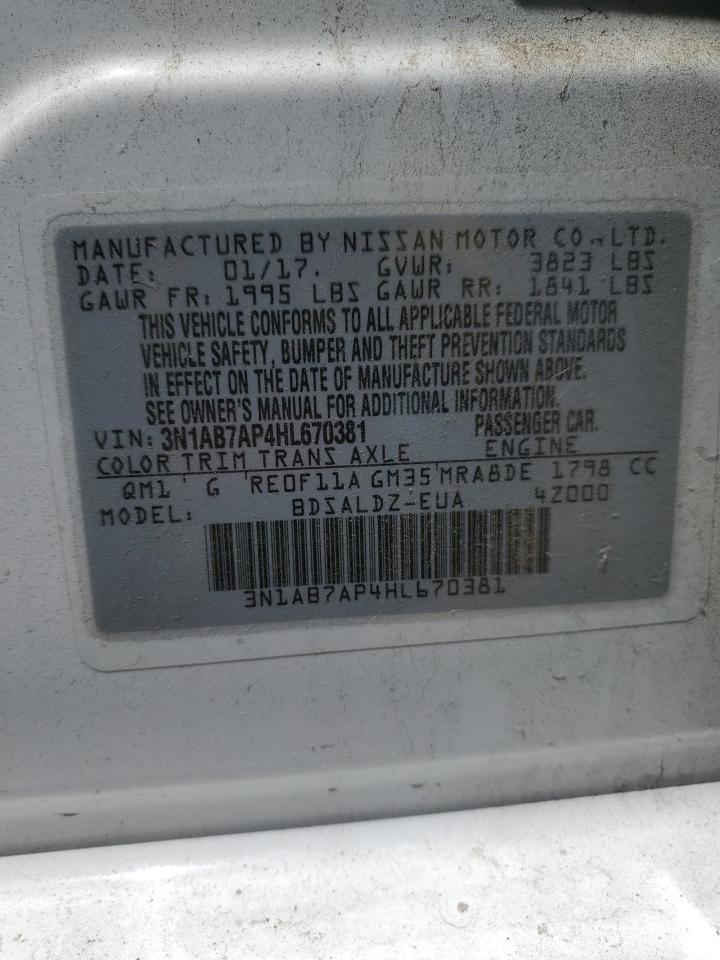 MANUFACTURED BY NISSAN MOTOR CO., LTD.
DATE: 01/17. GVWR: 3823 LBS
GAWR FR: 1995 LBS GAWR RR: 1841 LBS
THIS VEHICLE CONFORMS TO ALL APPLICABLE FEDERAL MOTOR
VEHICLE SAFETY, BUMPER AND THEFT PREVENTION STANDARDS
IN EFFECT ON THE DATE OF MANUFACTURE SHOWN ABOVE.
SEE OWNER'S MANUAL FOR ADDITIONAL INFORMATION.
VIN: 3N1AB7AP4HL670381 PASSENGER CAR.
COLOR TRIM TRANS AXLE ENGINE
QM1 G RE0F11A GM35 MRA8DE 1798 CC
MODEL: BDSALDZ-EUA 4Z000
3N1AB7AP4HL670381